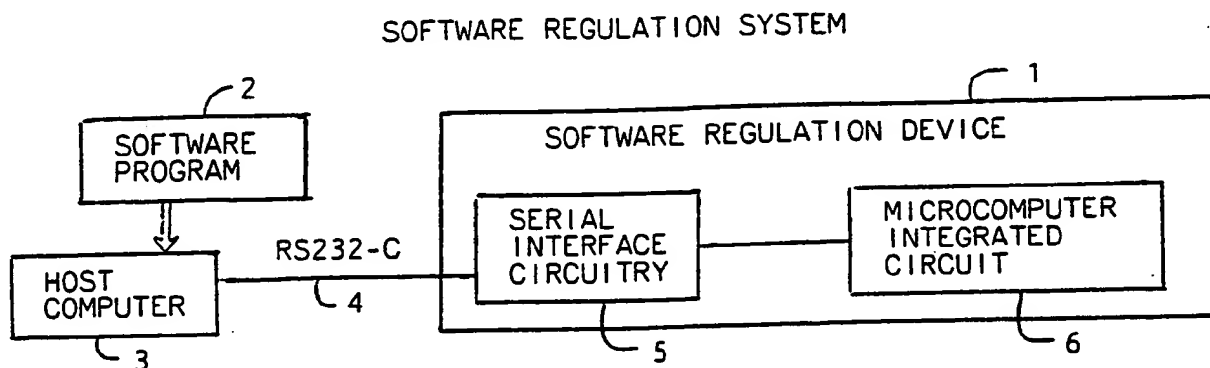 SOFTWARE REGULATION SYSTEM
2
1
SOFTWARE
PROGRAM
SOFTWARE REGULATION DEVICE
HOST
COMPUTER
RS232-C
SERIAL
INTERFACE
CIRCUITRY
MICROCOMPUTER
INTEGRATED
CIRCUIT
3
4
5
6